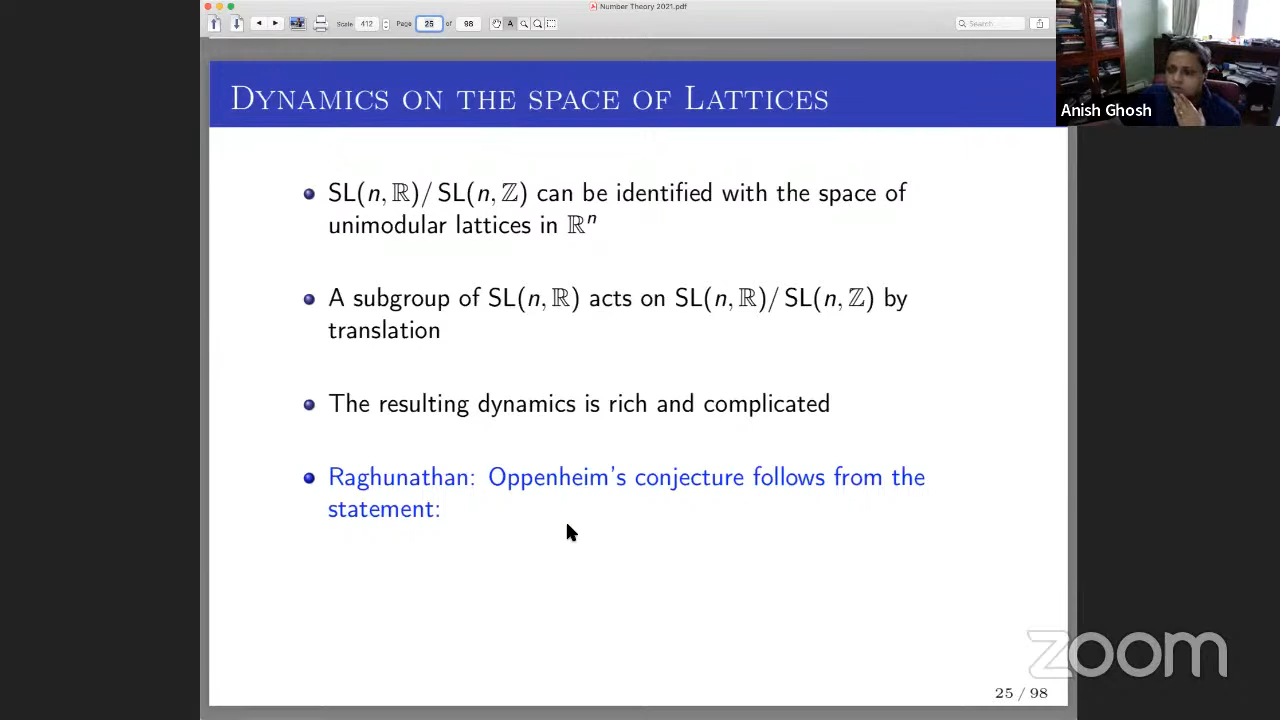 Number Theory 2021.pdf
Scale 412 Page 25 of 98 Search
DYNAMICS ON THE SPACE OF LATTICES
Anish Ghosh
SL(n, ℝ)/ SL(n, ℤ) can be identified with the space of
unimodular lattices in ℝⁿ
A subgroup of SL(n, ℝ) acts on SL(n, ℝ)/ SL(n, ℤ) by
translation
The resulting dynamics is rich and complicated
Raghunathan: Oppenheim's conjecture follows from the
statement:
zoom
25 / 98